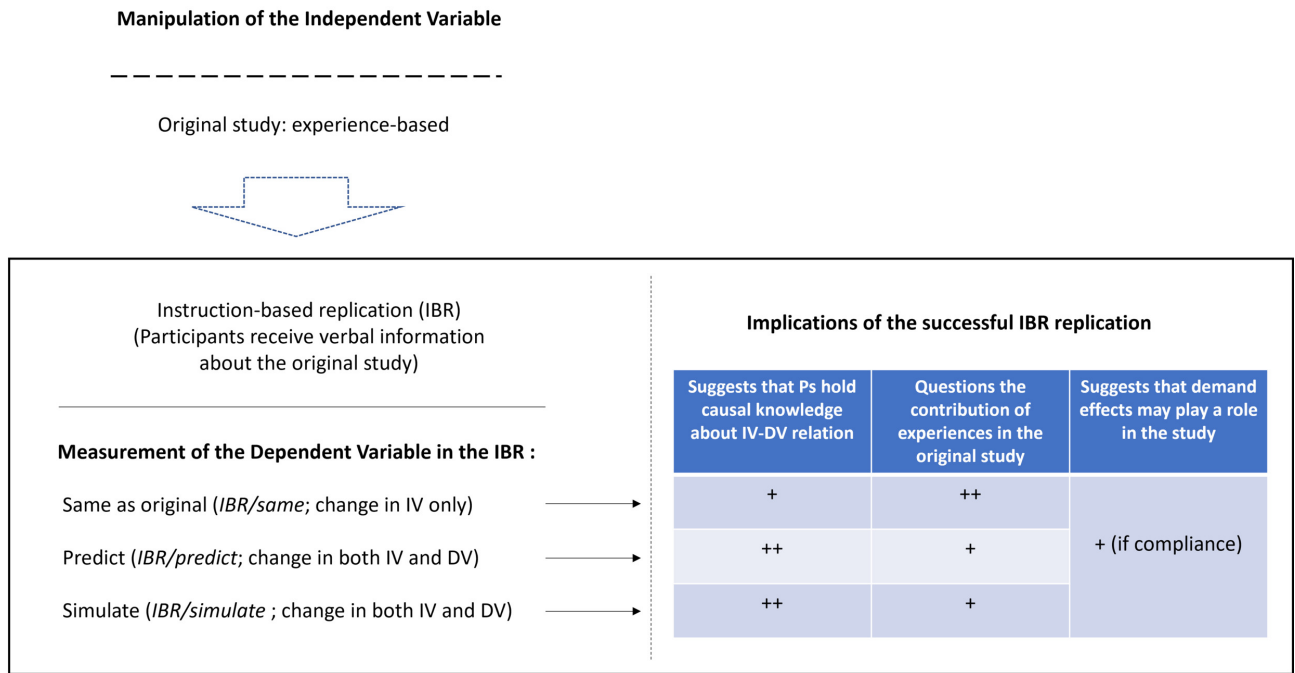 Manipulation of the Independent Variable
Original study: experience-based
Instruction-based replication (IBR)
(Participants receive verbal information
about the original study)
Measurement of the Dependent Variable in the IBR :
Same as original (IBR/same; change in IV only)
Predict (IBR/predict; change in both IV and DV)
Simulate (IBR/simulate ; change in both IV and DV)
Implications of the successful IBR replication
Suggests that Ps hold
causal knowledge
about IV-DV relation
Questions the
contribution of
experiences in the
original study
Suggests that demand
effects may play a role
in the study
+
++
++
+
++
+
+ (if compliance)